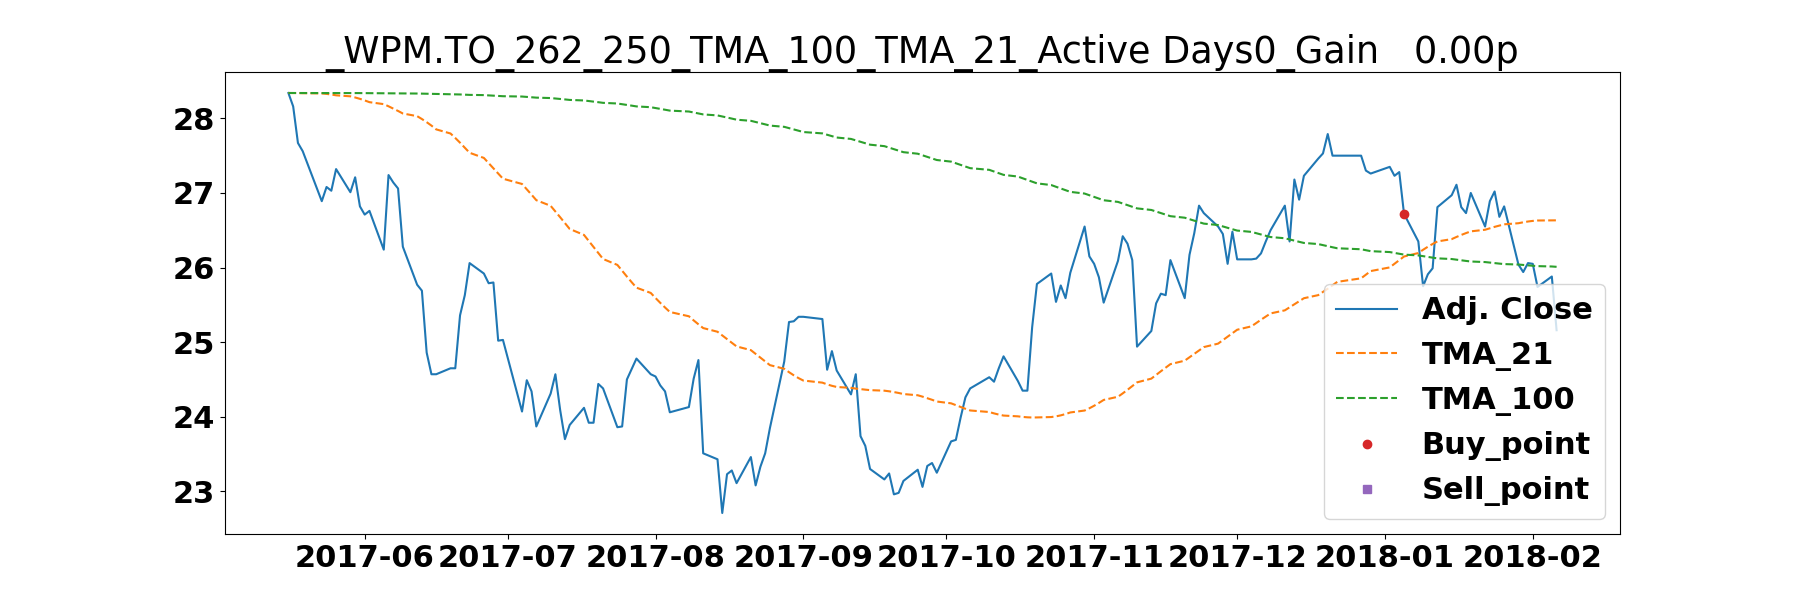 _WPM.TO_262_250_TMA_100_TMA_21_Active Days0_Gain   0.00p
28
27
26
25
24
23
Adj. Close
TMA_21
TMA_100
Buy_point
Sell_point
2017-06 2017-07 2017-08 2017-09 2017-10 2017-11 2017-12 2018-01 2018-02